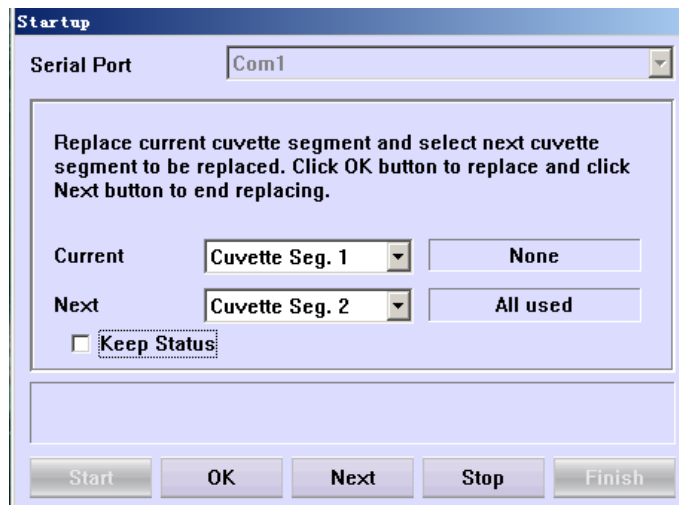 Startup
Serial Port Com1
Replace current cuvette segment and select next cuvette
segment to be replaced. Click OK button to replace and click
Next button to end replacing.
Current Cuvette Seg. 1 None
Next Cuvette Seg. 2 All used
Keep Status
Start OK Next Stop Finish